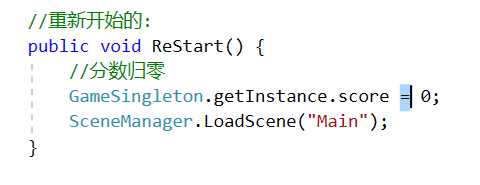 //重新开始的:
public void ReStart() {
//分数归零
GameSingleton.getInstance.score = 0;
SceneManager.LoadScene("Main");
}